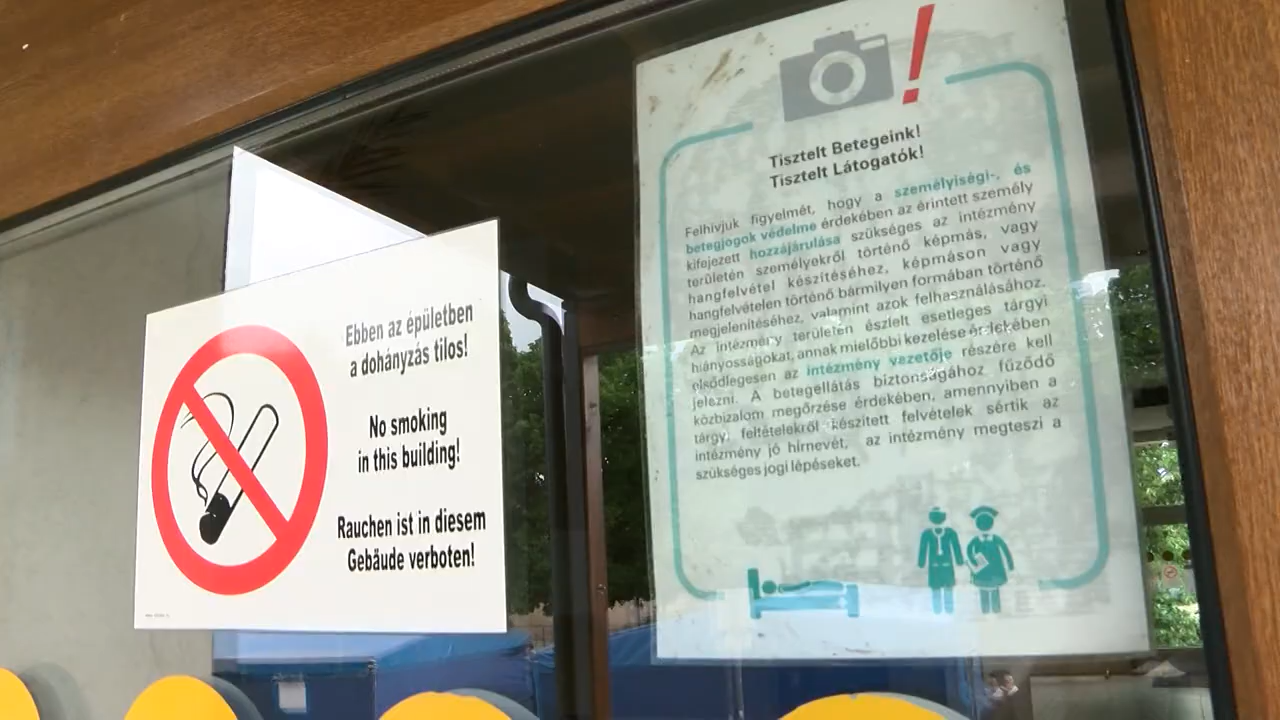 Ebben az épületben
a dohányzás tilos!
No smoking
in this building!
Rauchen ist in diesem
Gebäude verboten!
Tisztelt Betegeink!
Tisztelt Látogatók!
Felhívjuk figyelmét, hogy a személyiségi-, és
betegjogok védelme érdekében az érintett személy
kifejezett hozzájárulása szükséges az intézmény
területén személyekről történő képmás, vagy
hangfelvétel készítéséhez, képmáson vagy
hangfelvételen történő bármilyen formában történő
megjelenítéséhez, valamint azok felhasználásához.
Az intézmény területén észlelt esetleges tárgyi
hiányosságokat, annak mielőbbi kezelése érdekében
elsődlegesen az intézmény vezetője részére kell
jelezni. A betegellátás biztonságához fűződő
közbizalom megőrzése érdekében, amennyiben a
tárgyi feltételekről készített felvételek sértik az
intézmény jó hírnevét, az intézmény megteszi a
szükséges jogi lépéseket.